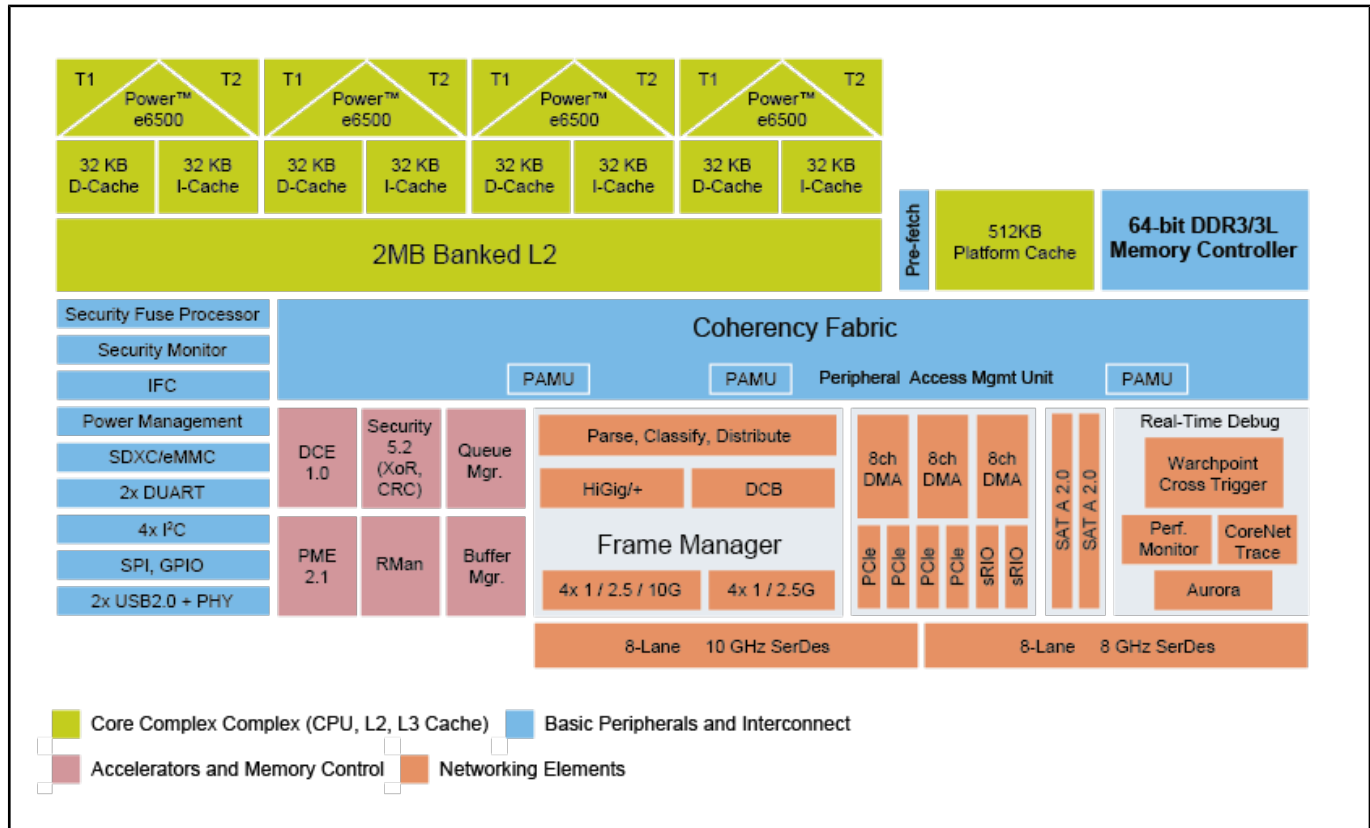 T1 T2 T1 T2 T1 T2 T1 T2
Power™ Power™ Power™ Power™
e6500 e6500 e6500 e6500
32 KB 32 KB 32 KB 32 KB 32 KB 32 KB 32 KB 32 KB
D-Cache I-Cache D-Cache I-Cache D-Cache I-Cache D-Cache I-Cache
2MB Banked L2
Pre-fetch
512KB
Platform Cache
64-bit DDR3/3L
Memory Controller
Security Fuse Processor
Security Monitor
IFC
Power Management
SDXC/eMMC
2x DUART
4x I²C
SPI, GPIO
2x USB2.0 + PHY
Coherency Fabric
PAMU PAMU Peripheral Access Mgmt Unit PAMU
DCE
1.0
Security
5.2
(XoR,
CRC)
Queue
Mgr.
PME
2.1
RMan
Buffer
Mgr.
Parse, Classify, Distribute
HiGig/+ DCB
Frame Manager
4x 1 / 2.5 / 10G 4x 1 / 2.5G
8ch 8ch 8ch
DMA DMA DMA
PCIe PCIe PCIe PCIe sRIO sRIO
SAT A 2.0
SAT A 2.0
Real-Time Debug
Warchpoint
Cross Trigger
Perf.
Monitor
CoreNet
Trace
Aurora
8-Lane 10 GHz SerDes
8-Lane 8 GHz SerDes
Core Complex Complex (CPU, L2, L3 Cache)
Basic Peripherals and Interconnect
Accelerators and Memory Control
Networking Elements